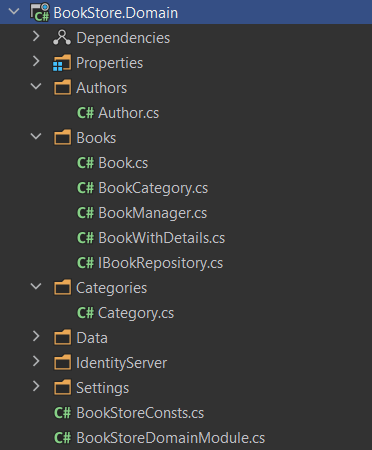 BookStore.Domain
Dependencies
Properties
Authors
C# Author.cs
Books
C# Book.cs
C# BookCategory.cs
C# BookManager.cs
C# BookWithDetails.cs
C# IBookRepository.cs
Categories
C# Category.cs
Data
IdentityServer
Settings
C# BookStoreConsts.cs
C# BookStoreDomainModule.cs